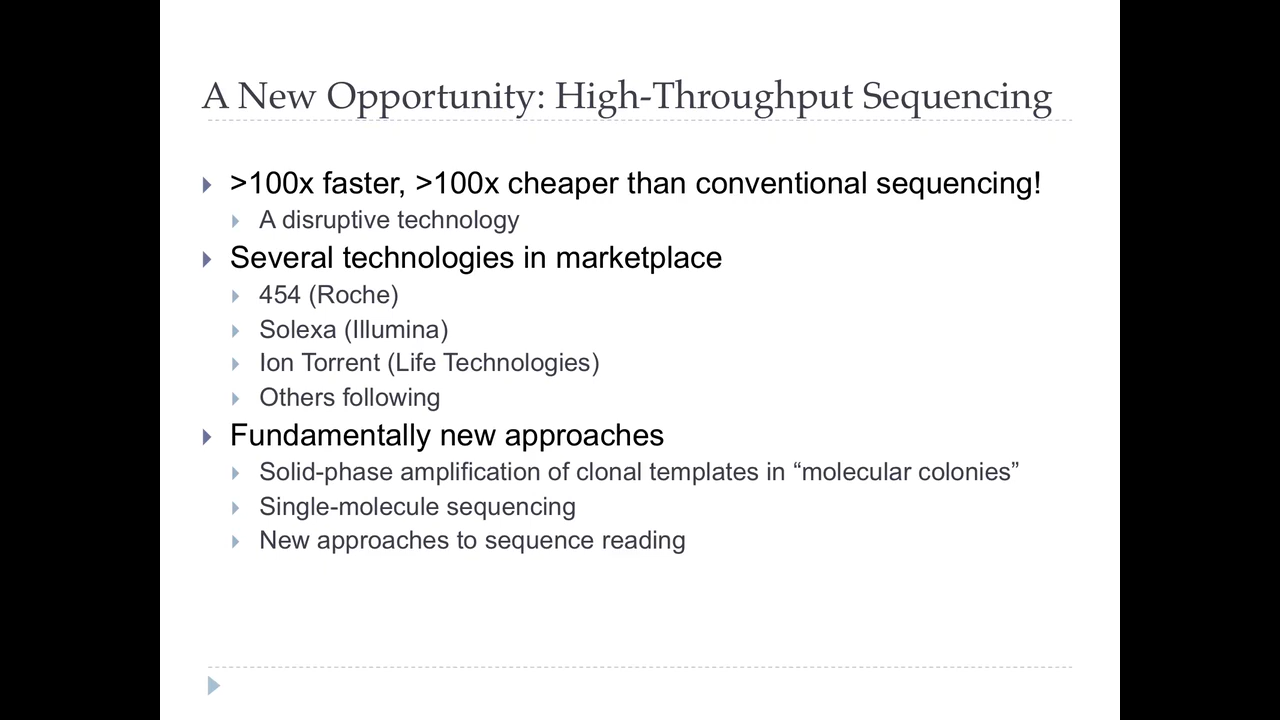 A New Opportunity: High-Throughput Sequencing
>100x faster, >100x cheaper than conventional sequencing!
A disruptive technology
Several technologies in marketplace
454 (Roche)
Solexa (Illumina)
Ion Torrent (Life Technologies)
Others following
Fundamentally new approaches
Solid-phase amplification of clonal templates in “molecular colonies”
Single-molecule sequencing
New approaches to sequence reading